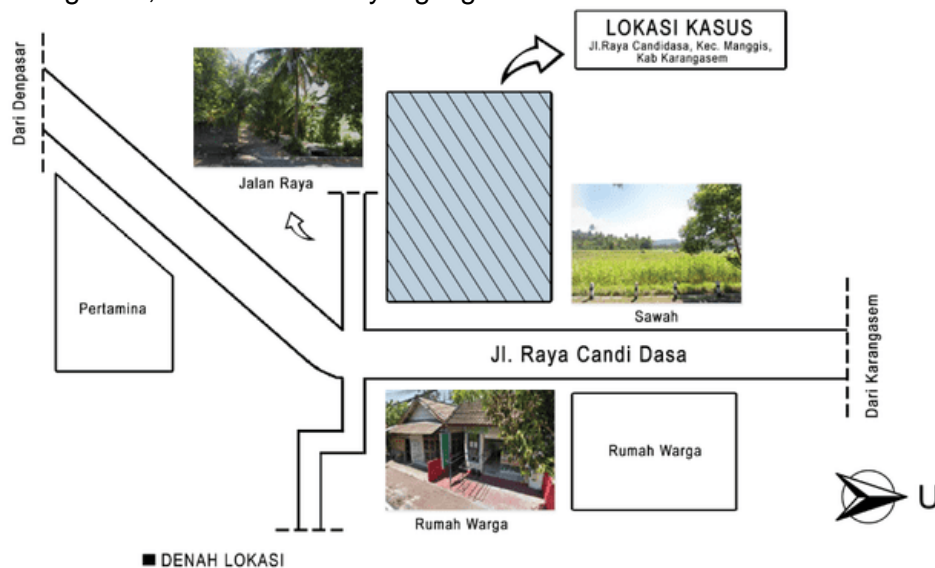 LOKASI KASUS
Jl.Raya Candidasa, Kec. Manggis,
Kab Karangasem
Dari Denpasar
Jalan Raya
Pertamina
Sawah
Jl. Raya Candi Dasa
Dari Karangasem
Rumah Warga
Rumah Warga
U
DENAH LOKASI